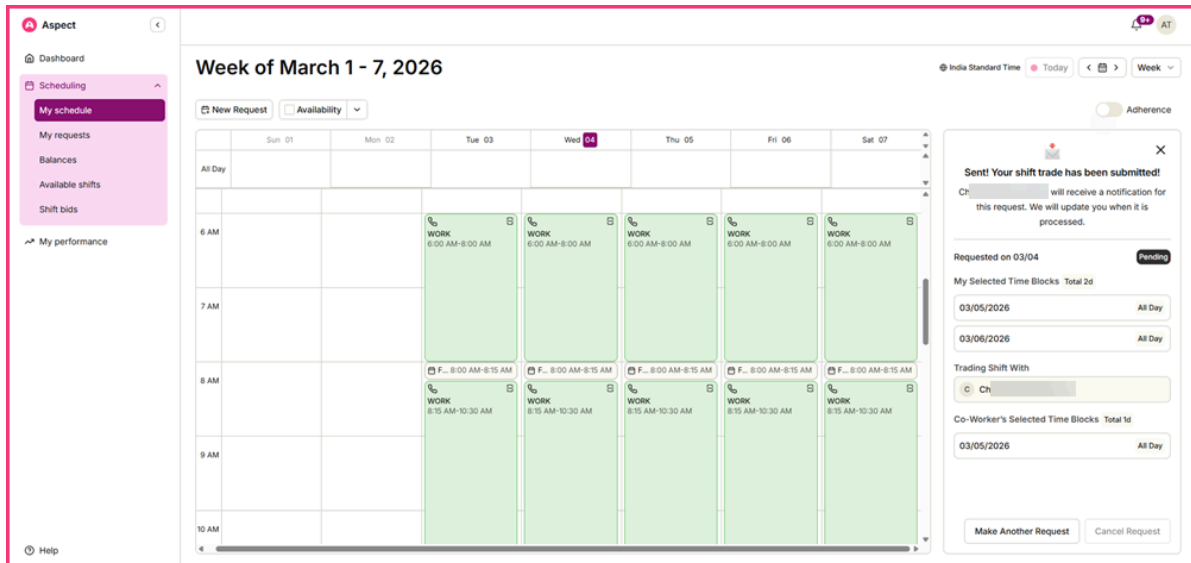 Aspect
Dashboard
Scheduling
My schedule
My requests
Balances
Available shifts
Shift bids
My performance
Help
9+
AT
Week of March 1 - 7, 2026
India Standard Time
Today
Week
New Request
Availability
Adherence
Sun 01 Mon 02 Tue 03 Wed 04 Thu 05 Fri 06 Sat 07
All Day
6 AM
WORK WORK WORK WORK WORK
6:00 AM-8:00 AM 6:00 AM-8:00 AM 6:00 AM-8:00 AM 6:00 AM-8:00 AM 6:00 AM-8:00 AM
7 AM
F... 8:00 AM-8:15 AM F... 8:00 AM-8:15 AM F... 8:00 AM-8:15 AM F... 8:00 AM-8:15 AM F... 8:00 AM-8:15 AM
8 AM
WORK WORK WORK WORK WORK
8:15 AM-10:30 AM 8:15 AM-10:30 AM 8:15 AM-10:30 AM 8:15 AM-10:30 AM 8:15 AM-10:30 AM
9 AM
10 AM
Sent! Your shift trade has been submitted!
Ch will receive a notification for
this request. We will update you when it is
processed.
Requested on 03/04 Pending
My Selected Time Blocks Total 2d
03/05/2026 All Day
03/06/2026 All Day
Trading Shift With
C Ch
Co-Worker's Selected Time Blocks Total 1d
03/05/2026 All Day
Make Another Request Cancel Request